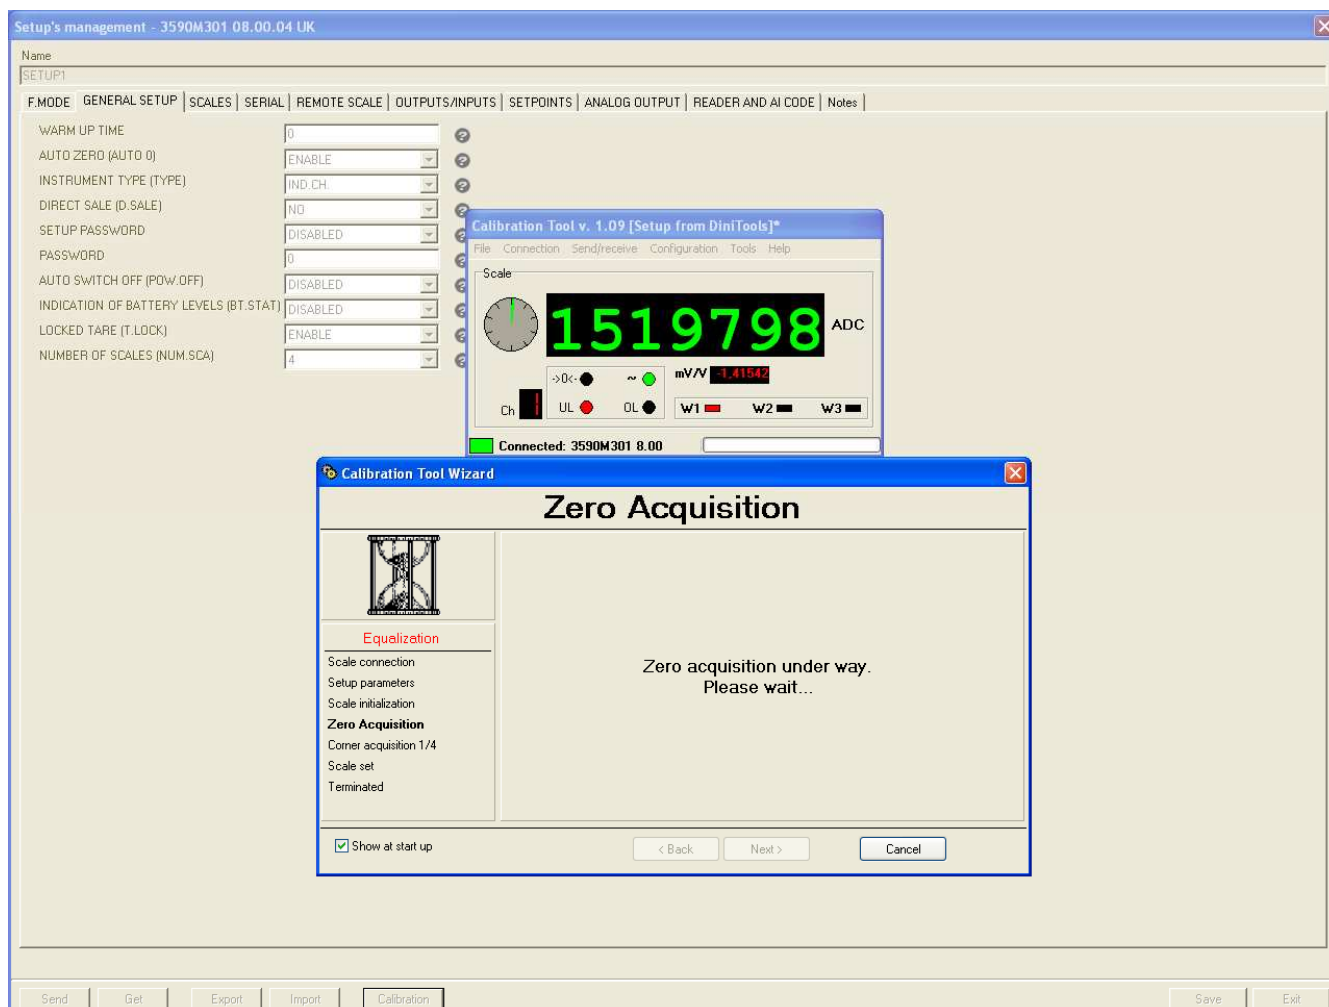 Setup's management - 3590M301 08.00.04 UK
Name
SETUP1
F.MODE GENERAL SETUP SCALES SERIAL REMOTE SCALE OUTPUTS/INPUTS SETPOINTS ANALOG OUTPUT READER AND AI CODE Notes
WARM UP TIME 0
AUTO ZERO (AUTO 0) ENABLE
INSTRUMENT TYPE (TYPE) IND.CH.
DIRECT SALE (D.SALE) NO
SETUP PASSWORD DISABLED
PASSWORD 0
AUTO SWITCH OFF (POW.OFF) DISABLED
INDICATION OF BATTERY LEVELS (BT.STAT) DISABLED
LOCKED TARE (T.LOCK) ENABLE
NUMBER OF SCALES (NUM.SCA) 4
Calibration Tool v. 1.09 [Setup from DiniTools]*
File Connection Send/receive Configuration Tools Help
Scale
1519798 ADC
->0<- ~ mV/V -1,41542
Ch 1 UL OL W1 W2 W3
Connected: 3590M301 8.00
Calibration Tool Wizard
Zero Acquisition
Equalization
Scale connection
Setup parameters
Scale initialization
Zero Acquisition
Corner acquisition 1/4
Scale set
Terminated
Zero acquisition under way.
Please wait...
Show at start up < Back Next > Cancel
Send Get Export Import Calibration Save Exit